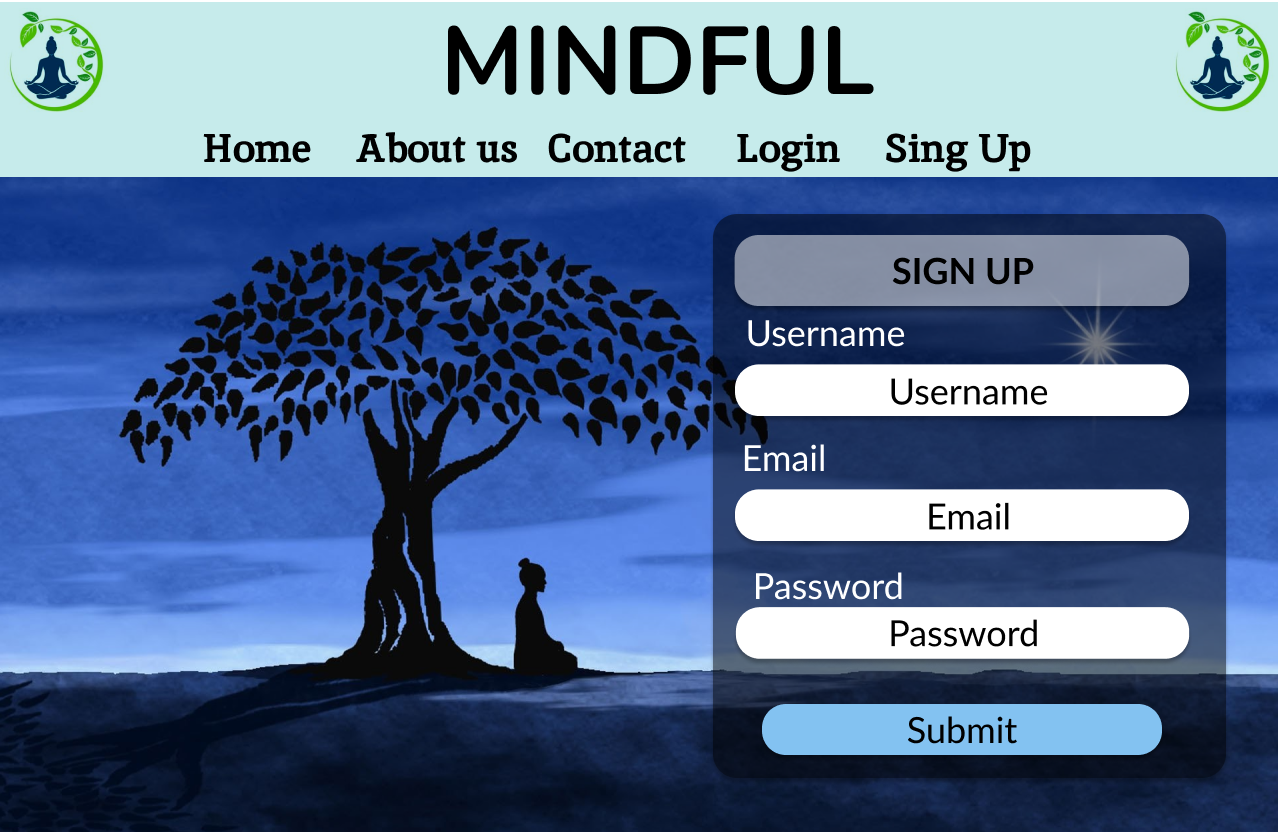 MINDFUL
Home About us Contact Login Sing Up
SIGN UP
Username
Username
Email
Email
Password
Password
Submit